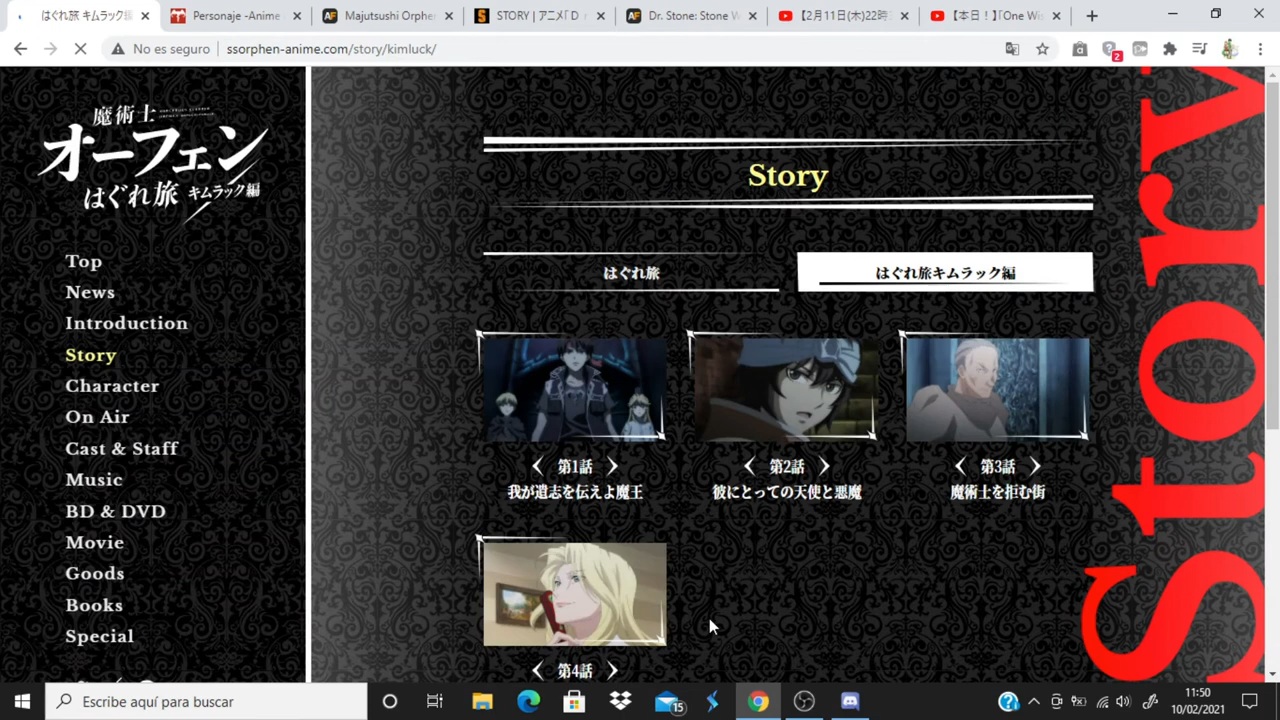 はぐれ旅 キムラック編
Personaje -Anime
Majutsushi Orphe
STORY | アニメ「D
Dr. Stone: Stone W
【2月11日(木)22時
【本日！】「One Wis
No es seguro
ssorphen-anime.com/story/kimluck/
2
魔術士
オーフェン
はぐれ旅 キムラック編
Top
News
Introduction
Story
Character
On Air
Cast & Staff
Music
BD & DVD
Movie
Goods
Books
Special
Story
はぐれ旅
はぐれ旅キムラック編
第1話
我が遺志を伝えよ魔王
第2話
彼にとっての天使と悪魔
第3話
魔術士を拒む街
第4話
Story
Escribe aquí para buscar
15
11:50
10/02/2021